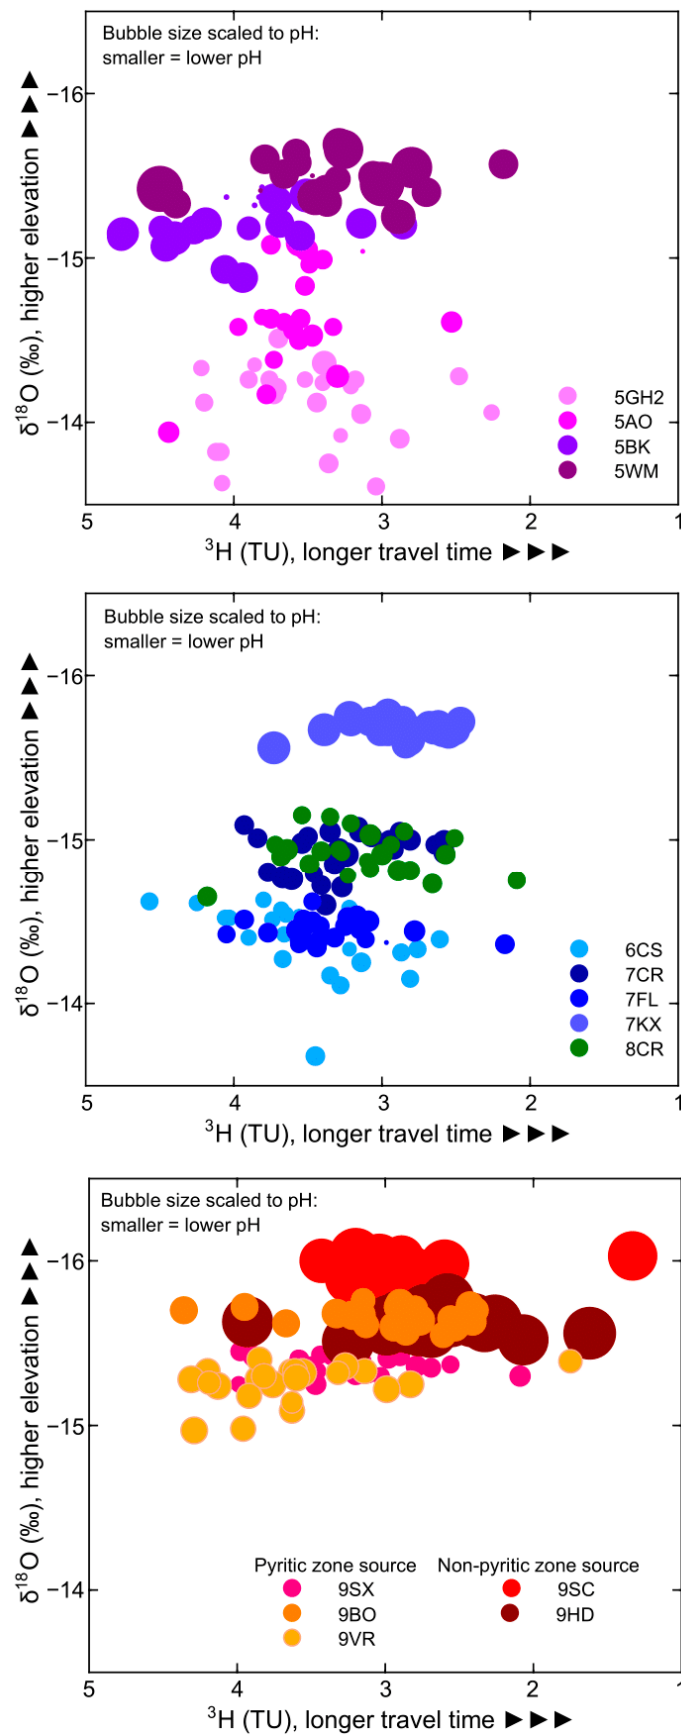 Bubble size scaled to pH:
smaller = lower pH
−16
−15
−14
δ18O (‰), higher elevation ►►►
5GH2
5AO
5BK
5WM
5 4 3 2 1
3H (TU), longer travel time ►►►
Bubble size scaled to pH:
smaller = lower pH
−16
−15
−14
δ18O (‰), higher elevation ►►►
6CS
7CR
7FL
7KX
8CR
5 4 3 2 1
3H (TU), longer travel time ►►►
Bubble size scaled to pH:
smaller = lower pH
−16
−15
−14
δ18O (‰), higher elevation ►►►
Pyritic zone source Non-pyritic zone source
9SX 9SC
9BO 9HD
9VR
5 4 3 2 1
3H (TU), longer travel time ►►►